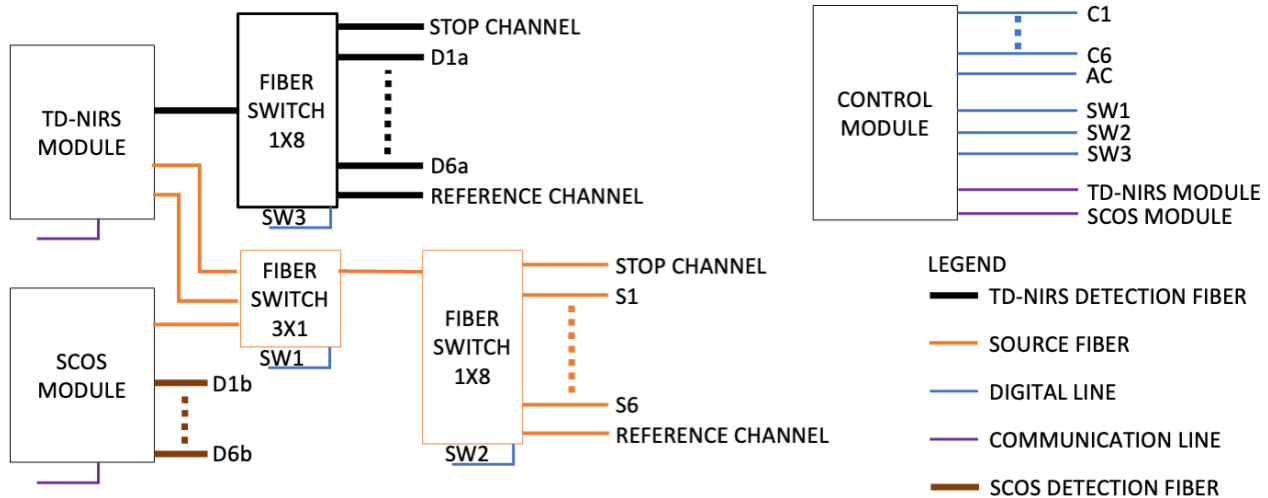 TD-NIRS
MODULE
FIBER
SWITCH
1X8
STOP CHANNEL
D1a
D6a
REFERENCE CHANNEL
SW3
SCOS
MODULE
D1b
D6b
FIBER
SWITCH
3X1
SW1
FIBER
SWITCH
1X8
SW2
STOP CHANNEL
S1
S6
REFERENCE CHANNEL
CONTROL
MODULE
C1
C6
AC
SW1
SW2
SW3
TD-NIRS MODULE
SCOS MODULE
LEGEND
TD-NIRS DETECTION FIBER
SOURCE FIBER
DIGITAL LINE
COMMUNICATION LINE
SCOS DETECTION FIBER